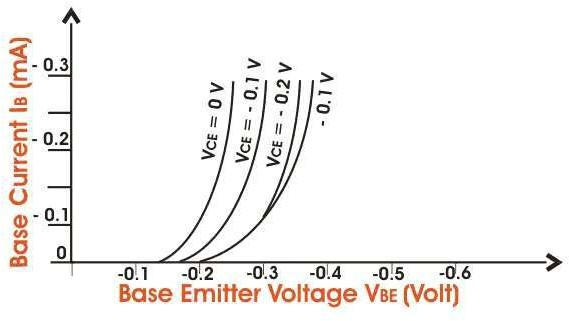 Base Current IB (mA)
- 0.3
- 0.2
- 0.1
0
VCE = 0 V
VCE = - 0.1 V
VCE = - 0.2 V
- 0.1 V
-0.1 -0.2 -0.3 -0.4 -0.5 -0.6
Base Emitter Voltage VBE (Volt)